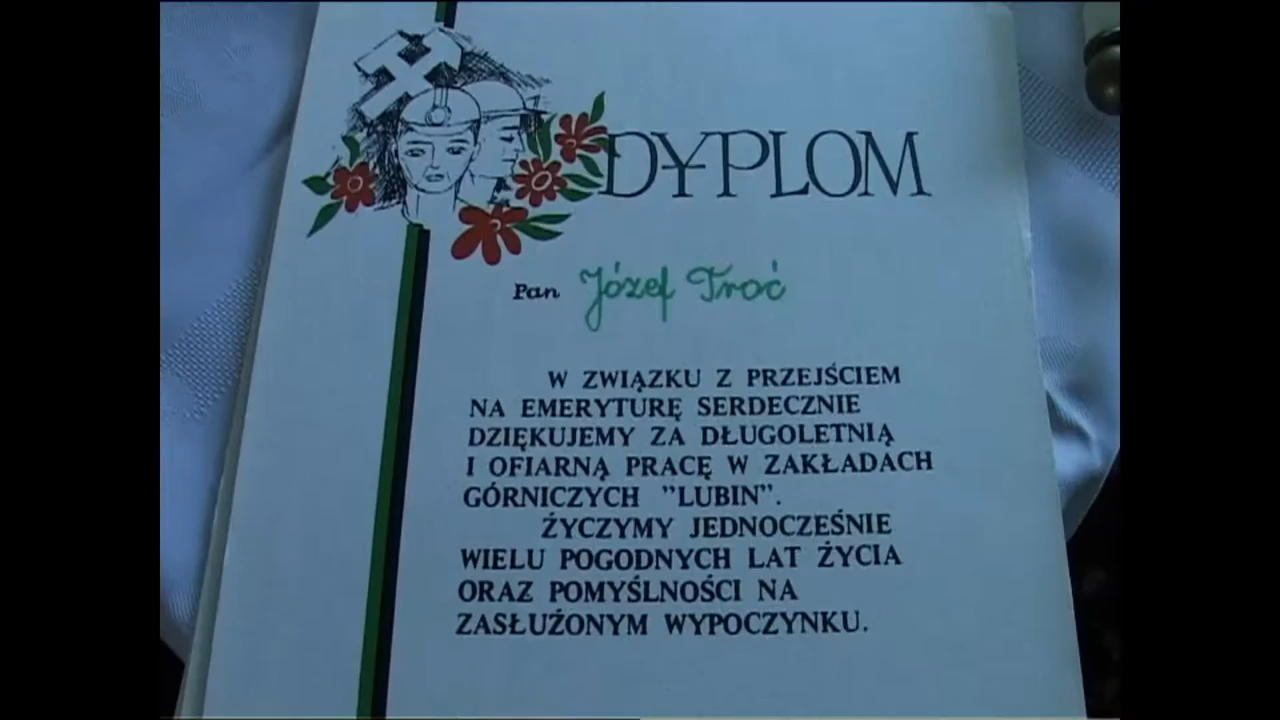 DYPLOM
Pan Józef Troć
W ZWIĄZKU Z PRZEJŚCIEM
NA EMERYTURĘ SERDECZNIE
DZIĘKUJEMY ZA DŁUGOLETNIĄ
I OFIARNĄ PRACĘ W ZAKŁADACH
GÓRNICZYCH "LUBIN".
ŻYCZYMY JEDNOCZEŚNIE
WIELU POGODNYCH LAT ŻYCIA
ORAZ POMYŚLNOŚCI NA
ZASŁUŻONYM WYPOCZYNKU.